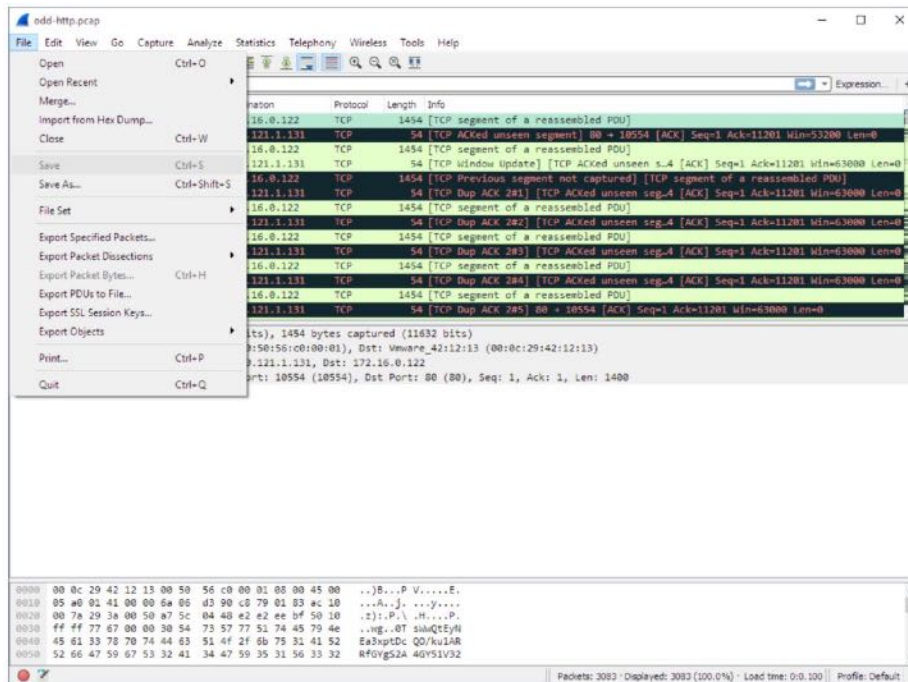 odd-http.pcap
File Edit View Go Capture Analyze Statistics Telephony Wireless Tools Help
Open Ctrl+O
Open Recent
Merge...
Import from Hex Dump...
Close Ctrl+W
Save Ctrl+S
Save As... Ctrl+Shift+S
File Set
Export Specified Packets...
Export Packet Dissections
Export Packet Bytes... Ctrl+H
Export PDUs to File...
Export SSL Session Keys...
Export Objects
Print... Ctrl+P
Quit Ctrl+Q
Expression...
ination Protocol Length Info
.16.0.122 TCP 1454 [TCP segment of a reassembled PDU]
.121.1.131 TCP 54 [TCP ACKed unseen segment] 80 → 10554 [ACK] Seq=1 Ack=11201 Win=53200 Len=0
.16.0.122 TCP 1454 [TCP segment of a reassembled PDU]
.121.1.131 TCP 54 [TCP Window Update] [TCP ACKed unseen s…4 [ACK] Seq=1 Ack=11201 Win=63000 Len=0
.16.0.122 TCP 1454 [TCP Previous segment not captured] [TCP segment of a reassembled PDU]
.121.1.131 TCP 54 [TCP Dup ACK 2#1] [TCP ACKed unseen seg…4 [ACK] Seq=1 Ack=11201 Win=63000 Len=0
.16.0.122 TCP 1454 [TCP segment of a reassembled PDU]
.121.1.131 TCP 54 [TCP Dup ACK 2#2] [TCP ACKed unseen seg…4 [ACK] Seq=1 Ack=11201 Win=63000 Len=0
.16.0.122 TCP 1454 [TCP segment of a reassembled PDU]
.121.1.131 TCP 54 [TCP Dup ACK 2#3] [TCP ACKed unseen seg…4 [ACK] Seq=1 Ack=11201 Win=63000 Len=0
.16.0.122 TCP 1454 [TCP segment of a reassembled PDU]
.121.1.131 TCP 54 [TCP Dup ACK 2#4] [TCP ACKed unseen seg…4 [ACK] Seq=1 Ack=11201 Win=63000 Len=0
.16.0.122 TCP 1454 [TCP segment of a reassembled PDU]
.121.1.131 TCP 54 [TCP Dup ACK 2#5] 80 → 10554 [ACK] Seq=1 Ack=11201 Win=63000 Len=0
its), 1454 bytes captured (11632 bits)
:50:56:c0:00:01), Dst: Vmware_42:12:13 (00:0c:29:42:12:13)
.121.1.131, Dst: 172.16.0.122
ort: 10554 (10554), Dst Port: 80 (80), Seq: 1, Ack: 1, Len: 1400
0000 00 0c 29 42 12 13 00 50 56 c0 00 01 08 00 45 00 ..)B...P V.....E.
0010 05 a0 01 41 00 00 6a 06 d3 90 c8 79 01 83 ac 10 ...A..j. ...y....
0020 00 7a 29 3a 00 50 a7 5c 04 48 e2 e2 ee bf 50 10 .z):.P.\ .H....P.
0030 ff ff 77 67 00 00 30 54 73 57 77 51 74 45 79 4e ..wg..0T sWwQtEyN
0040 45 61 33 78 70 74 44 63 51 4f 2f 6b 75 31 41 52 Ea3xptDc QO/ku1AR
0050 52 66 47 59 67 53 32 41 34 47 59 35 31 56 33 32 RfGYgS2A 4GY51V32
Packets: 3083 · Displayed: 3083 (100.0%) · Load time: 0:0.100 Profile: Default